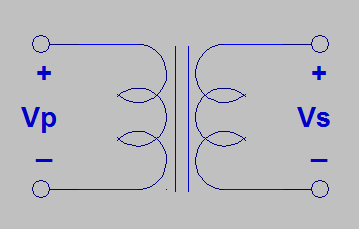 + +
Vp Vs
– –